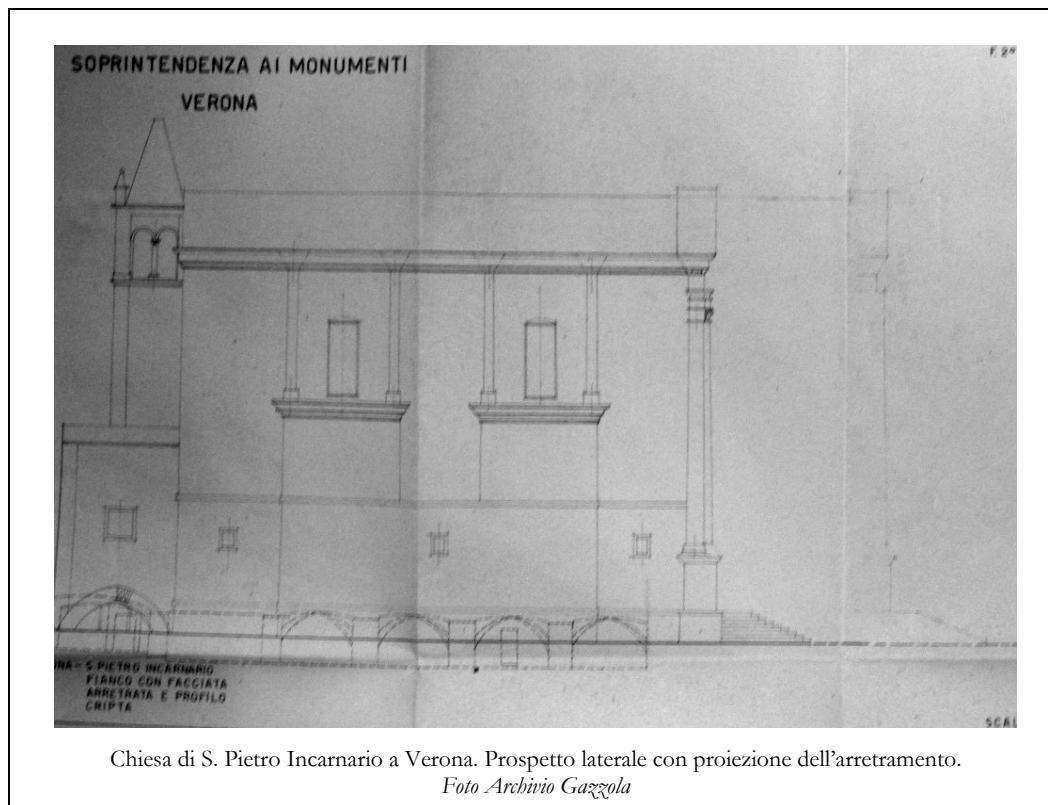 SOPRINTENDENZA AI MONUMENTI
VERONA
F. 2
NA - S. PIETRO INCARNARIO
FIANCO CON FACCIATA
ARRETRATA E PROFILO
CRIPTA
SCAL
Chiesa di S. Pietro Incarnario a Verona. Prospetto laterale con proiezione dell’arretramento.
Foto Archivio Gazzola